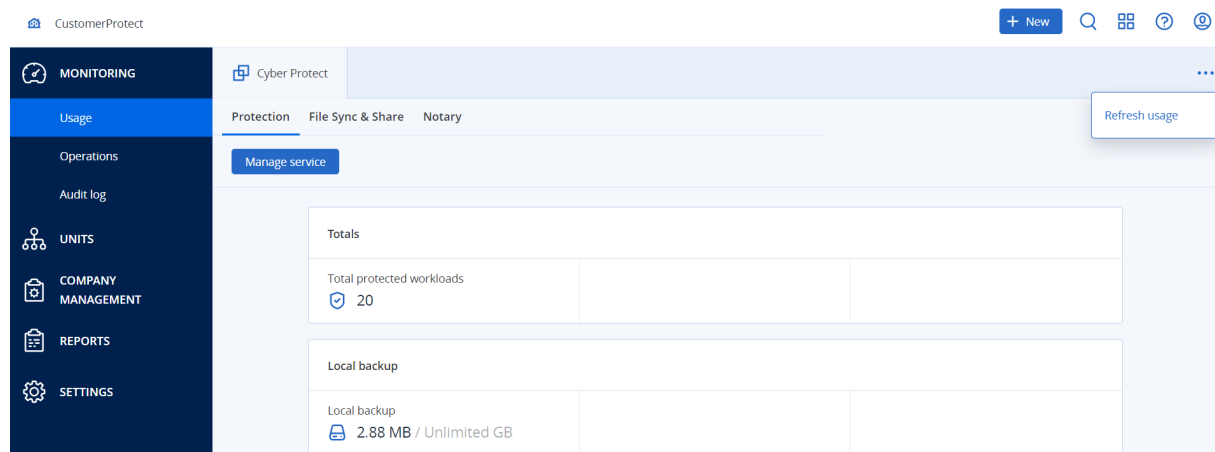 CustomerProtect
+ New
MONITORING
Usage
Operations
Audit log
UNITS
COMPANY
MANAGEMENT
REPORTS
SETTINGS
Cyber Protect
Refresh usage
Protection File Sync & Share Notary
Manage service
Totals
Total protected workloads
20
Local backup
Local backup
2.88 MB / Unlimited GB